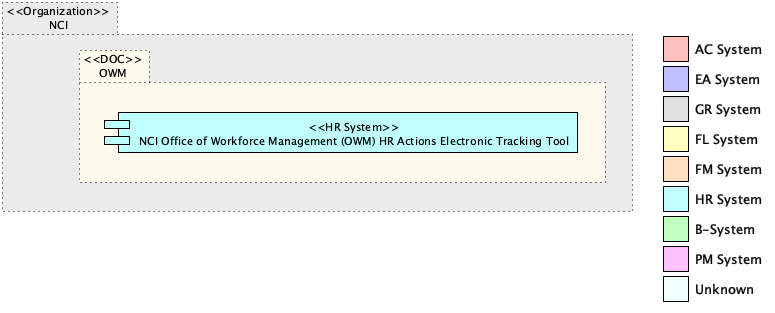 <<Organization>>
NCI
<<DOC>>
OWM
<<HR System>>
NCI Office of Workforce Management (OWM) HR Actions Electronic Tracking Tool
AC System
EA System
GR System
FL System
FM System
HR System
B-System
PM System
Unknown